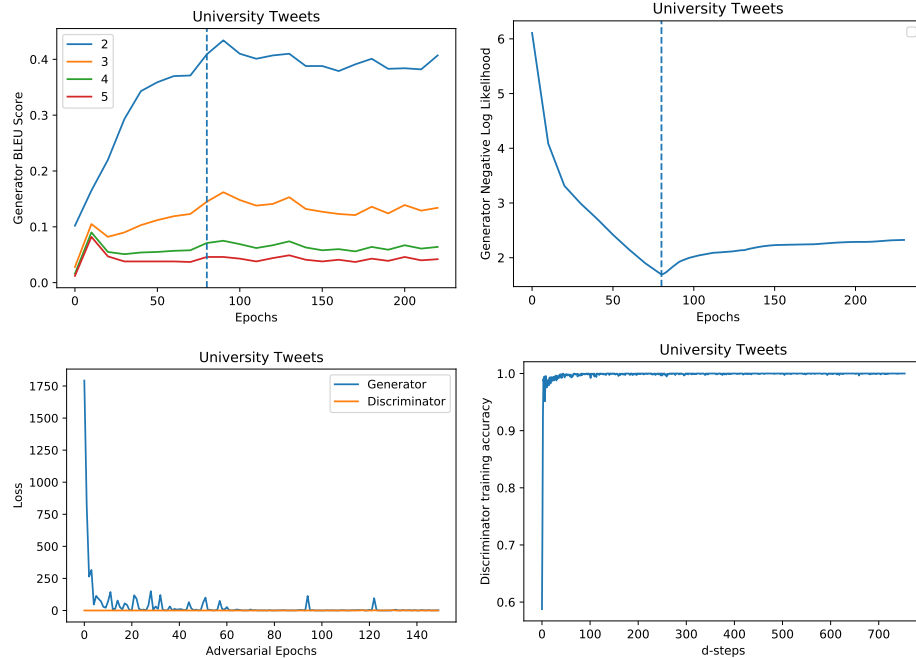 University Tweets
Generator BLEU Score
0.4
0.3
0.2
0.1
0.0
2
3
4
5
0 50 100 150 200
Epochs
University Tweets
Generator Negative Log Likelihood
6
5
4
3
2
0 50 100 150 200
Epochs
University Tweets
Loss
1750
1500
1250
1000
750
500
250
0
Generator
Discriminator
0 20 40 60 80 100 120 140
Adversarial Epochs
University Tweets
Discriminator training accuracy
1.0
0.9
0.8
0.7
0.6
0 100 200 300 400 500 600 700
d-steps